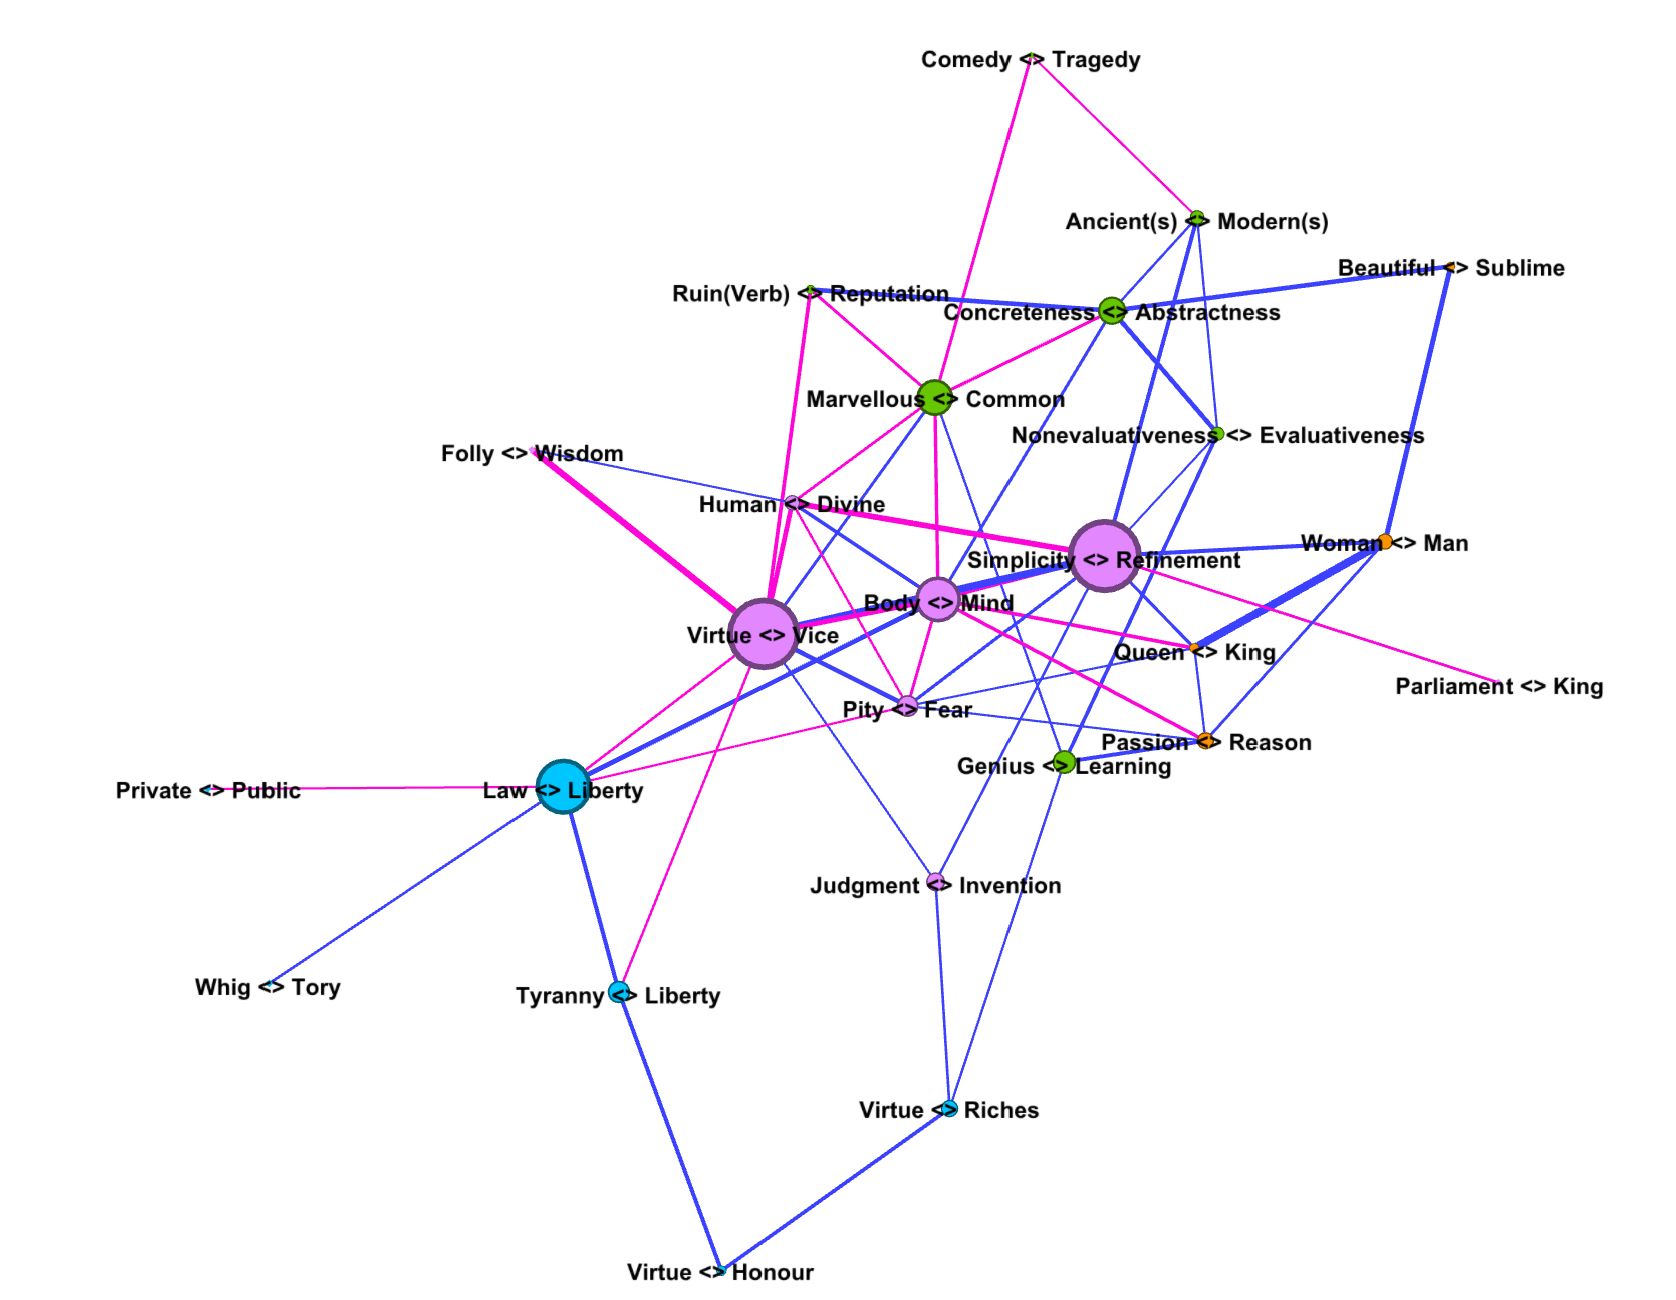 Comedy <> Tragedy
Ancient(s) <> Modern(s)
Beautiful <> Sublime
Ruin(Verb) <> Reputation
Concreteness <> Abstractness
Marvellous <> Common
Nonevaluativeness <> Evaluativeness
Folly <> Wisdom
Human <> Divine
Woman <> Man
Simplicity <> Refinement
Body <> Mind
Virtue <> Vice
Queen <> King
Parliament <> King
Pity <> Fear
Passion <> Reason
Genius <> Learning
Private <> Public
Law <> Liberty
Judgment <> Invention
Whig <> Tory
Tyranny <> Liberty
Virtue <> Riches
Virtue <> Honour